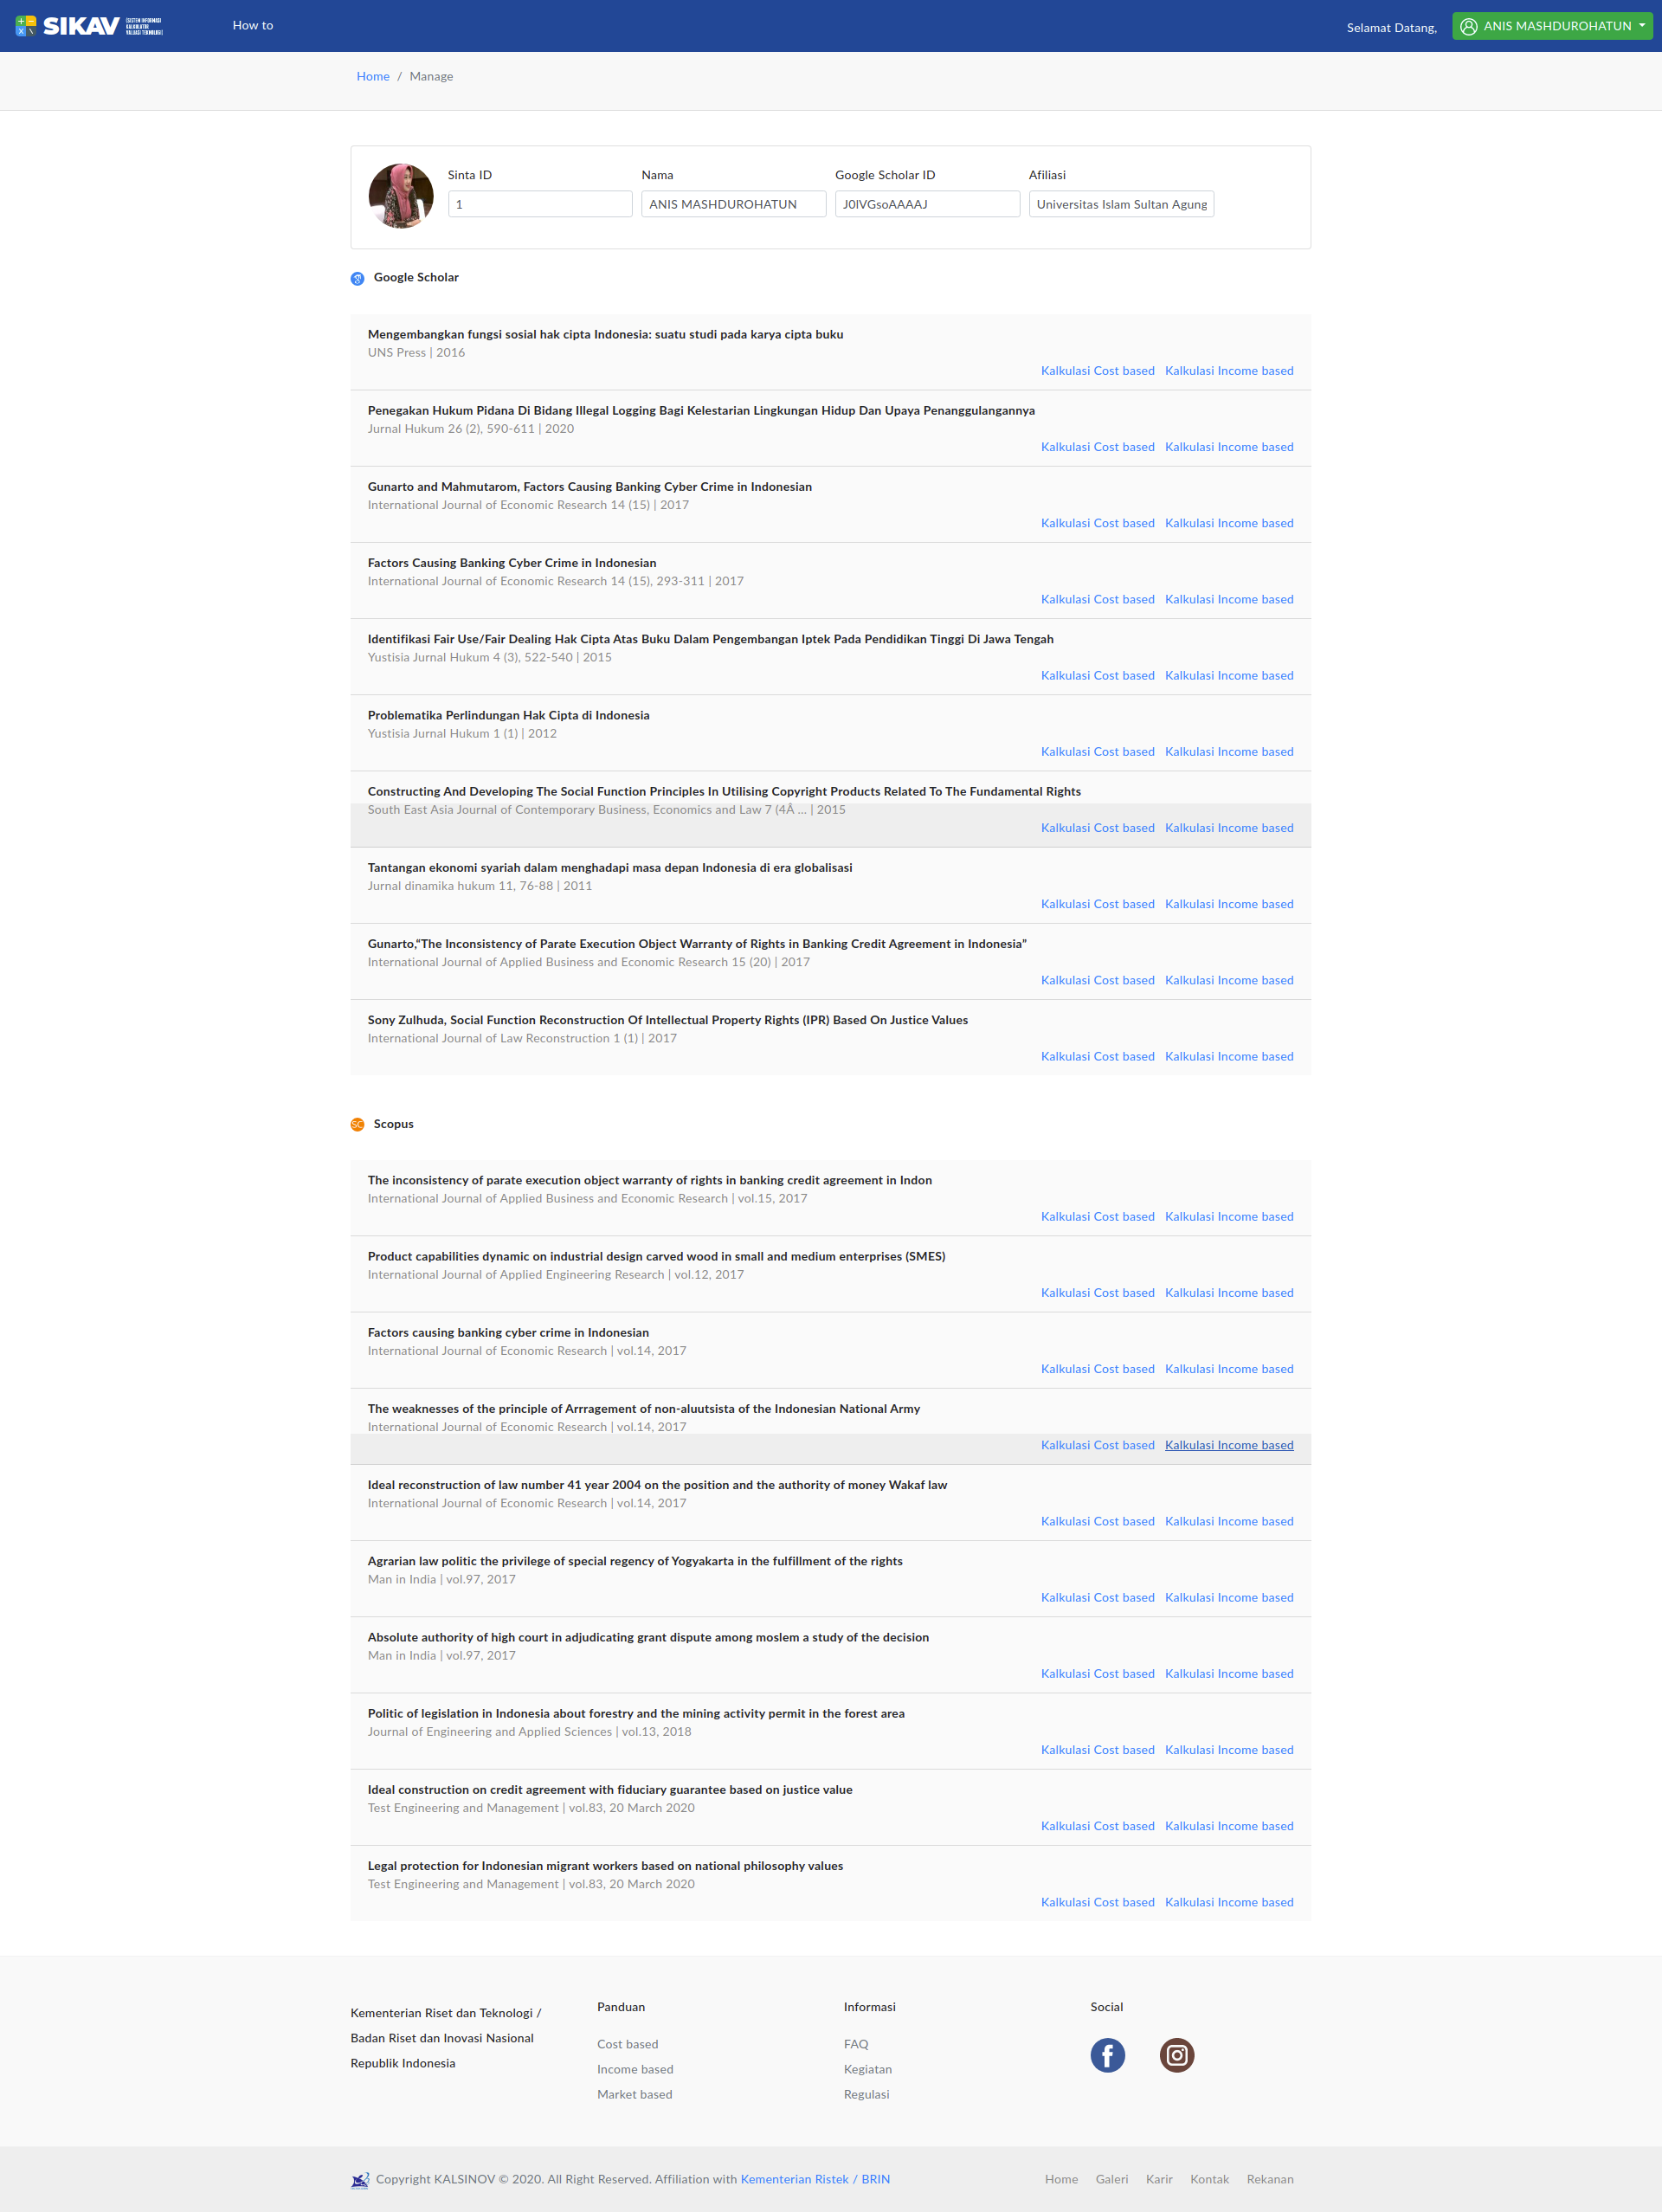 SIKAV SISTEM INFORMASI
KALKULATOR
VALUASI TEKNOLOGI
How to
Selamat Datang,
ANIS MASHDUROHATUN
Home / Manage
Sinta ID
1
Nama
ANIS MASHDUROHATUN
Google Scholar ID
J0IVGsoAAAAJ
Afiliasi
Universitas Islam Sultan Agung
Google Scholar
Mengembangkan fungsi sosial hak cipta Indonesia: suatu studi pada karya cipta buku
UNS Press | 2016
Kalkulasi Cost based Kalkulasi Income based
Penegakan Hukum Pidana Di Bidang Illegal Logging Bagi Kelestarian Lingkungan Hidup Dan Upaya Penanggulangannya
Jurnal Hukum 26 (2), 590-611 | 2020
Kalkulasi Cost based Kalkulasi Income based
Gunarto and Mahmutarom, Factors Causing Banking Cyber Crime in Indonesian
International Journal of Economic Research 14 (15) | 2017
Kalkulasi Cost based Kalkulasi Income based
Factors Causing Banking Cyber Crime in Indonesian
International Journal of Economic Research 14 (15), 293-311 | 2017
Kalkulasi Cost based Kalkulasi Income based
Identifikasi Fair Use/Fair Dealing Hak Cipta Atas Buku Dalam Pengembangan Iptek Pada Pendidikan Tinggi Di Jawa Tengah
Yustisia Jurnal Hukum 4 (3), 522-540 | 2015
Kalkulasi Cost based Kalkulasi Income based
Problematika Perlindungan Hak Cipta di Indonesia
Yustisia Jurnal Hukum 1 (1) | 2012
Kalkulasi Cost based Kalkulasi Income based
Constructing And Developing The Social Function Principles In Utilising Copyright Products Related To The Fundamental Rights
South East Asia Journal of Contemporary Business, Economics and Law 7 (4Â ... | 2015
Kalkulasi Cost based Kalkulasi Income based
Tantangan ekonomi syariah dalam menghadapi masa depan Indonesia di era globalisasi
Jurnal dinamika hukum 11, 76-88 | 2011
Kalkulasi Cost based Kalkulasi Income based
Gunarto,“The Inconsistency of Parate Execution Object Warranty of Rights in Banking Credit Agreement in Indonesia”
International Journal of Applied Business and Economic Research 15 (20) | 2017
Kalkulasi Cost based Kalkulasi Income based
Sony Zulhuda, Social Function Reconstruction Of Intellectual Property Rights (IPR) Based On Justice Values
International Journal of Law Reconstruction 1 (1) | 2017
Kalkulasi Cost based Kalkulasi Income based
SC Scopus
The inconsistency of parate execution object warranty of rights in banking credit agreement in Indon
International Journal of Applied Business and Economic Research | vol.15, 2017
Kalkulasi Cost based Kalkulasi Income based
Product capabilities dynamic on industrial design carved wood in small and medium enterprises (SMES)
International Journal of Applied Engineering Research | vol.12, 2017
Kalkulasi Cost based Kalkulasi Income based
Factors causing banking cyber crime in Indonesian
International Journal of Economic Research | vol.14, 2017
Kalkulasi Cost based Kalkulasi Income based
The weaknesses of the principle of Arrragement of non-aluutsista of the Indonesian National Army
International Journal of Economic Research | vol.14, 2017
Kalkulasi Cost based Kalkulasi Income based
Ideal reconstruction of law number 41 year 2004 on the position and the authority of money Wakaf law
International Journal of Economic Research | vol.14, 2017
Kalkulasi Cost based Kalkulasi Income based
Agrarian law politic the privilege of special regency of Yogyakarta in the fulfillment of the rights
Man in India | vol.97, 2017
Kalkulasi Cost based Kalkulasi Income based
Absolute authority of high court in adjudicating grant dispute among moslem a study of the decision
Man in India | vol.97, 2017
Kalkulasi Cost based Kalkulasi Income based
Politic of legislation in Indonesia about forestry and the mining activity permit in the forest area
Journal of Engineering and Applied Sciences | vol.13, 2018
Kalkulasi Cost based Kalkulasi Income based
Ideal construction on credit agreement with fiduciary guarantee based on justice value
Test Engineering and Management | vol.83, 20 March 2020
Kalkulasi Cost based Kalkulasi Income based
Legal protection for Indonesian migrant workers based on national philosophy values
Test Engineering and Management | vol.83, 20 March 2020
Kalkulasi Cost based Kalkulasi Income based
Kementerian Riset dan Teknologi /
Badan Riset dan Inovasi Nasional
Republik Indonesia
Panduan
Cost based
Income based
Market based
Informasi
FAQ
Kegiatan
Regulasi
Social
Copyright KALSINOV © 2020. All Right Reserved. Affiliation with Kementerian Ristek / BRIN
Home Galeri Karir Kontak Rekanan